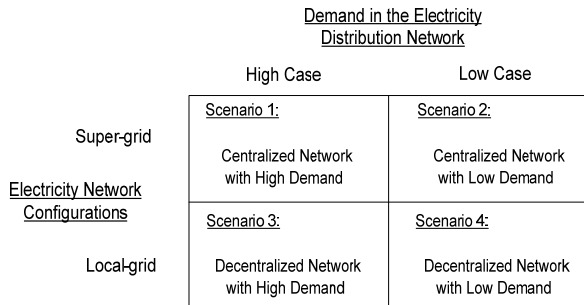 Demand in the Electricity
Distribution Network
High Case
Low Case
Super-grid
Scenario 1:
Centralized Network
with High Demand
Scenario 2:
Centralized Network
with Low Demand
Electricity Network
Configurations
Local-grid
Scenario 3:
Decentralized Network
with High Demand
Scenario 4:
Decentralized Network
with Low Demand